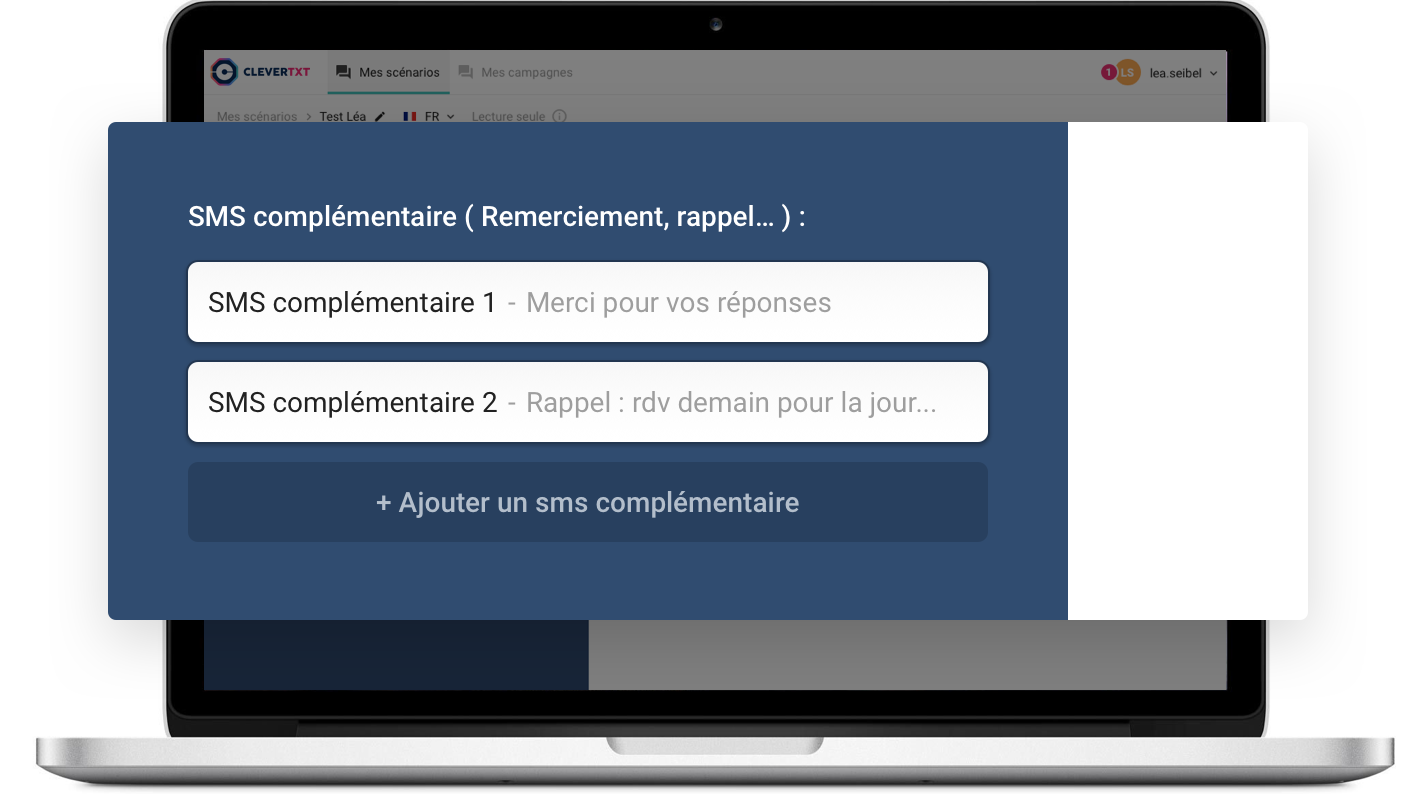 CLEVERTXT Mes scénarios Mes campagnes 1 LS lea.seibel
Mes scénarios > Test Léa FR Lecture seule
SMS complémentaire ( Remerciement, rappel… ) :
SMS complémentaire 1 - Merci pour vos réponses
SMS complémentaire 2 - Rappel : rdv demain pour la jour...
+ Ajouter un sms complémentaire